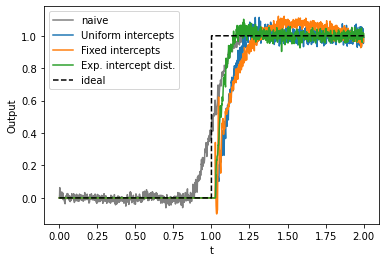 naive
Uniform intercepts
Fixed intercepts
Exp. intercept dist.
ideal
Output
1.0
0.8
0.6
0.4
0.2
0.0
0.00 0.25 0.50 0.75 1.00 1.25 1.50 1.75 2.00
t